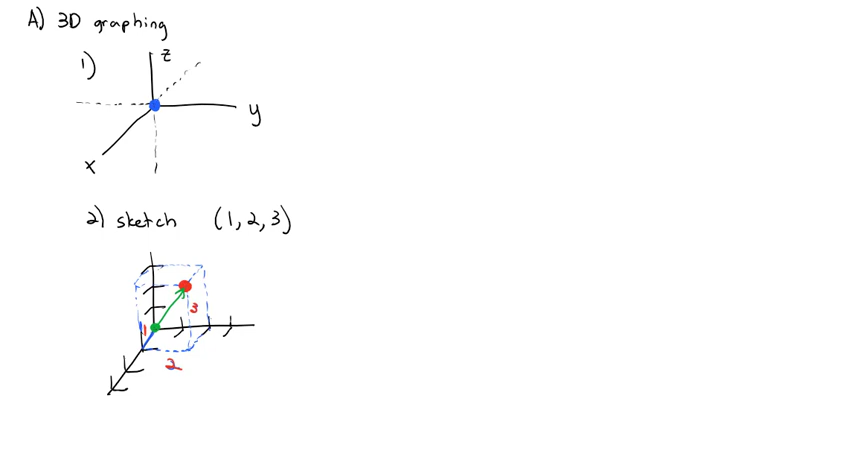 A) 3D graphing
z
1)
y
x
2) sketch (1, 2, 3)
3
1
2